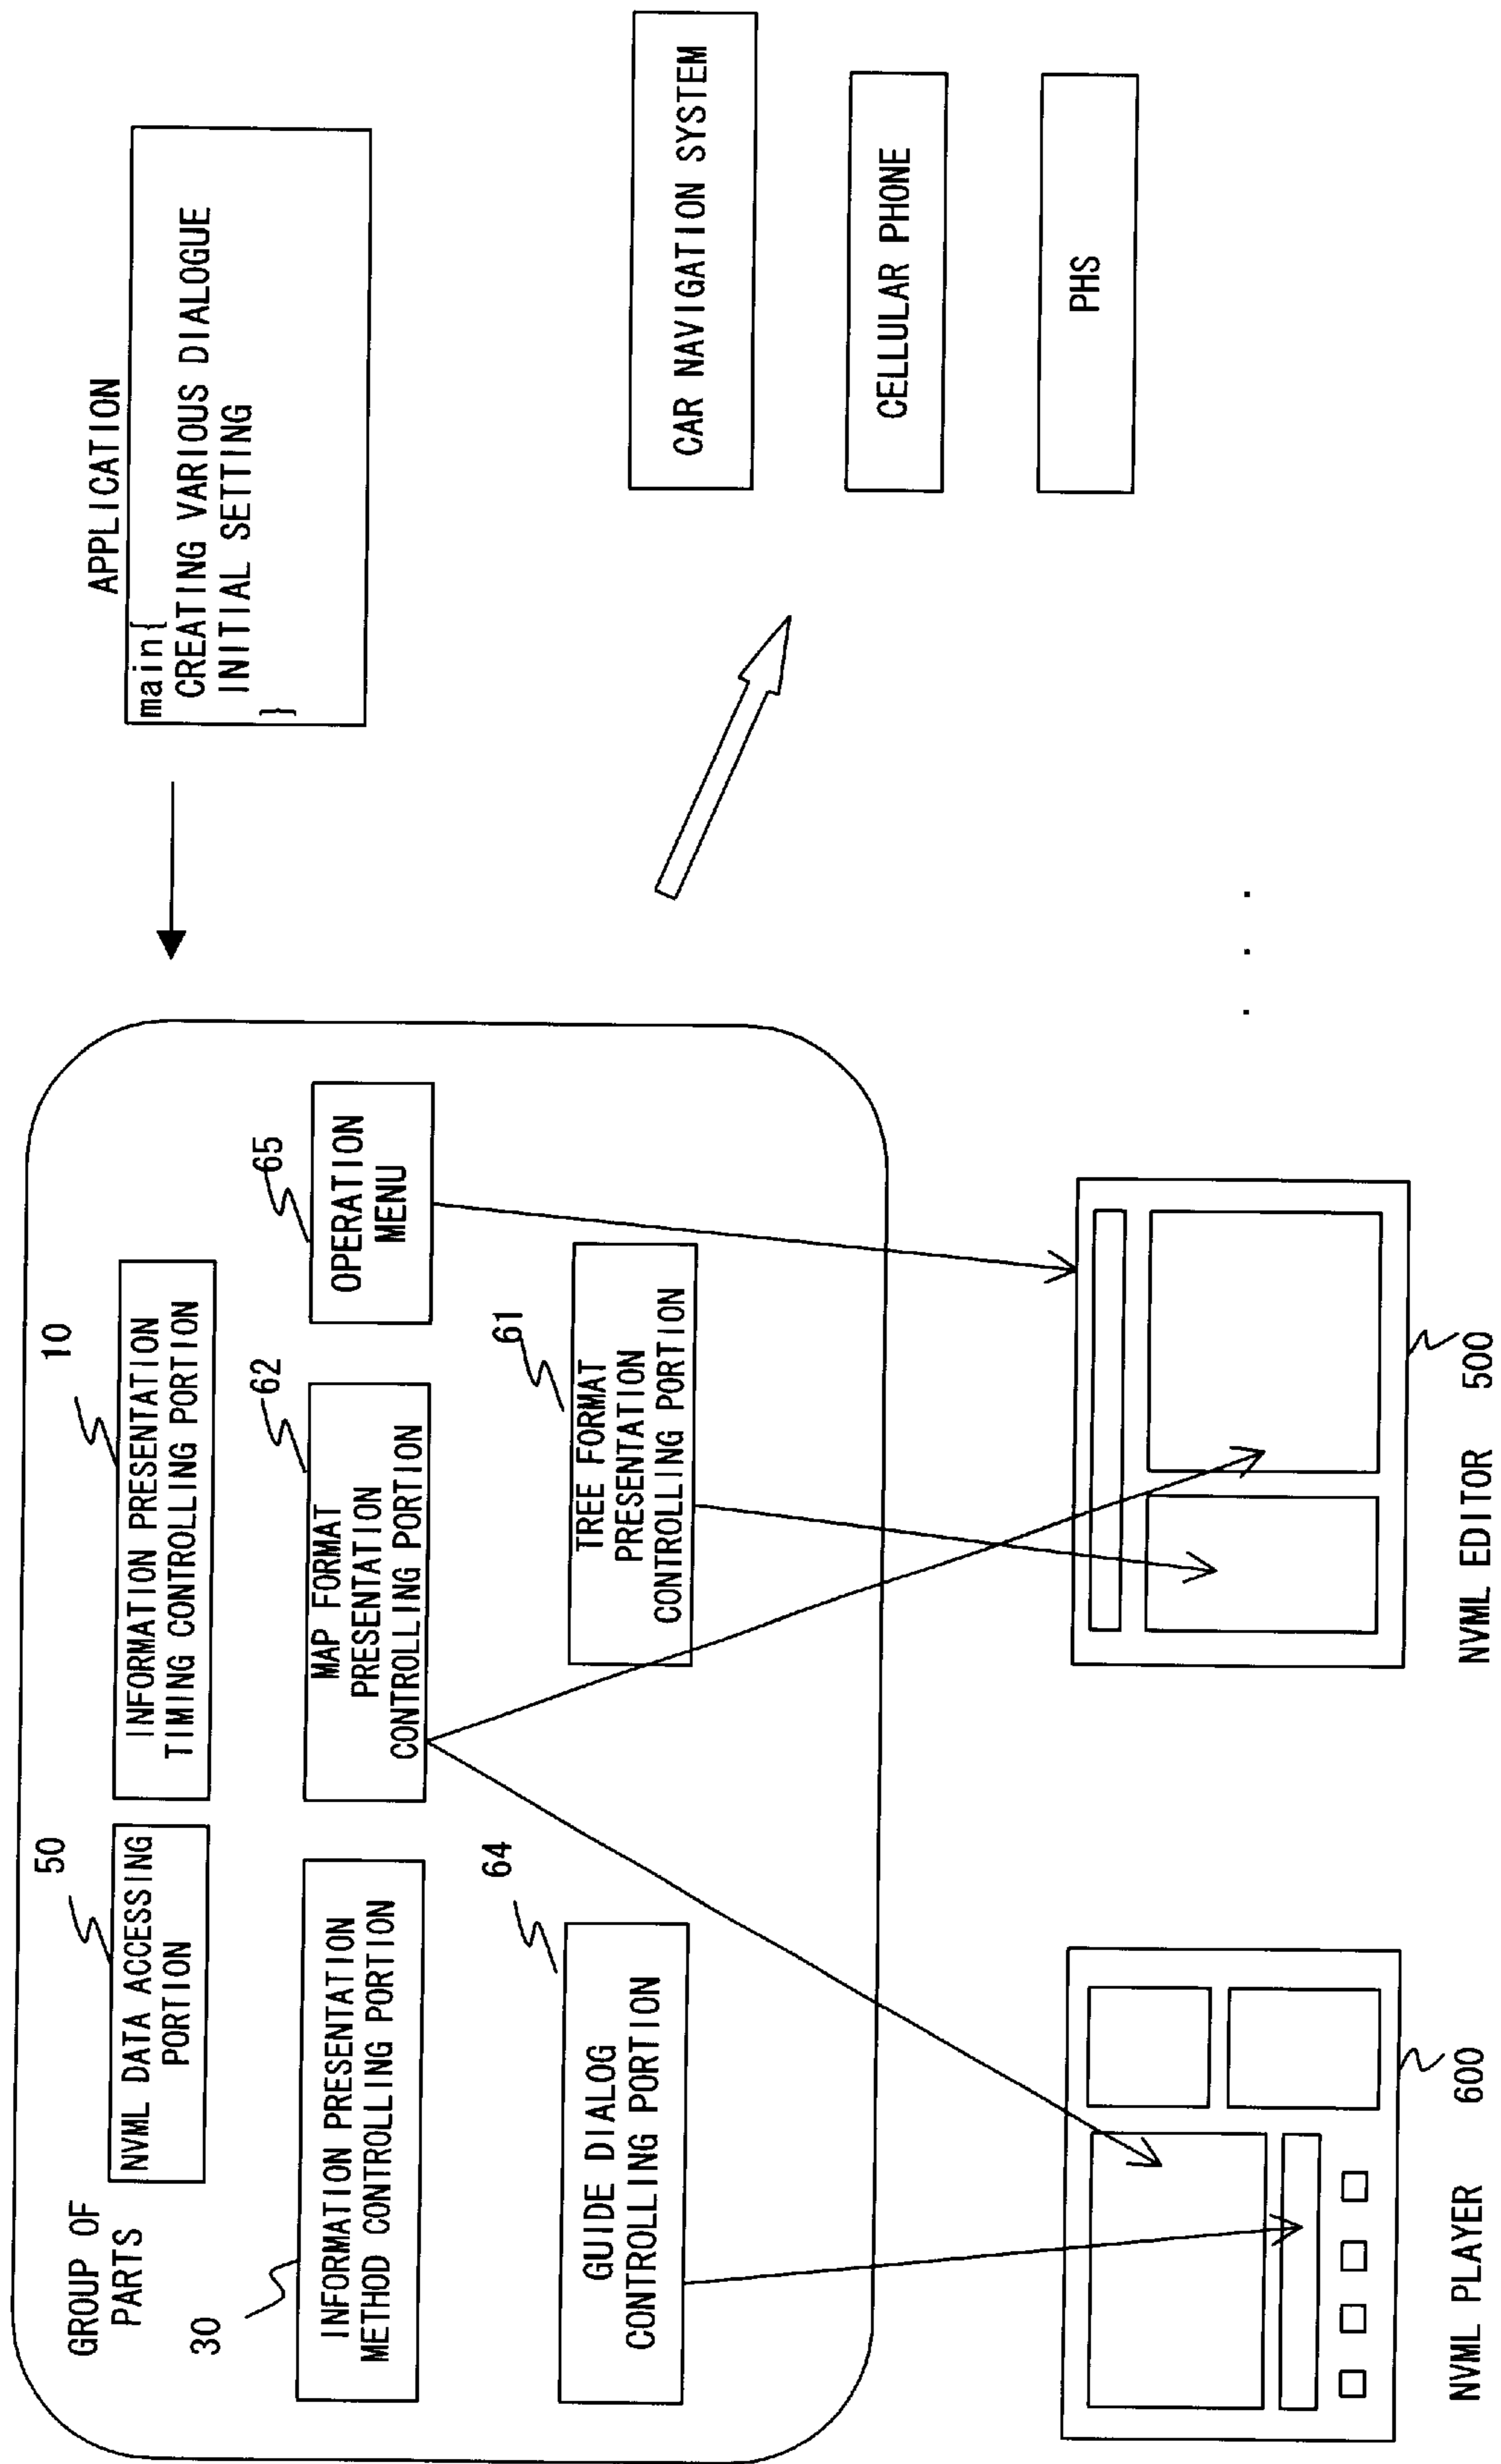 GROUP OF
PARTS
50
NVML DATA ACCESSING
PORTION
10
INFORMATION PRESENTATION
TIMING CONTROLLING PORTION
30
INFORMATION PRESENTATION
METHOD CONTROLLING PORTION
62
MAP FORMAT
PRESENTATION
CONTROLLING PORTION
65
OPERATION
MENU
64
GUIDE DIALOG
CONTROLLING PORTION
61
TREE FORMAT
PRESENTATION
CONTROLLING PORTION
APPLICATION
main{
CREATING VARIOUS DIALOGUE
INITIAL SETTING
}
CAR NAVIGATION SYSTEM
CELLULAR PHONE
PHS
. . .
NVML PLAYER 600
NVML EDITOR 500